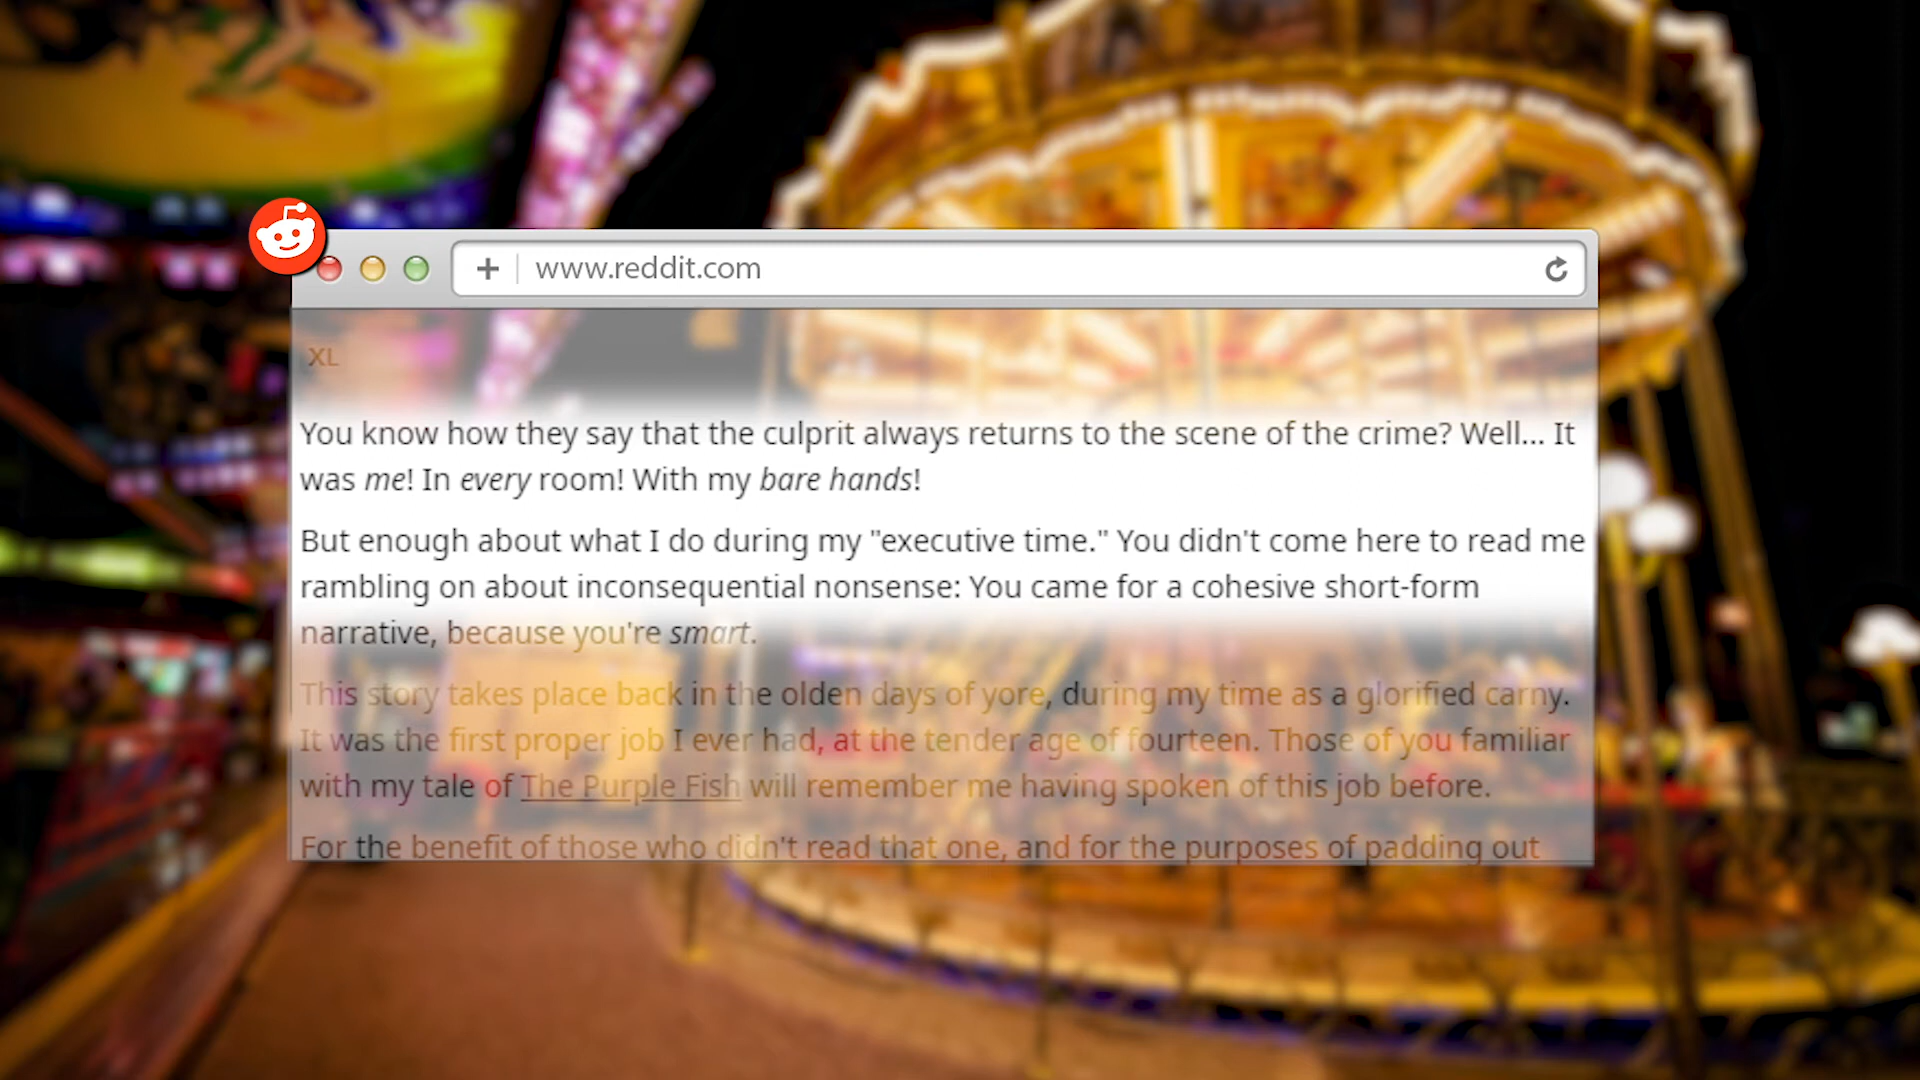 www.reddit.com
XL
You know how they say that the culprit always returns to the scene of the crime? Well... It
was me! In every room! With my bare hands!
But enough about what I do during my "executive time." You didn't come here to read me
rambling on about inconsequential nonsense: You came for a cohesive short-form
narrative, because you're smart.
This story takes place back in the olden days of yore, during my time as a glorified carny.
It was the first proper job I ever had, at the tender age of fourteen. Those of you familiar
with my tale of The Purple Fish will remember me having spoken of this job before.
For the benefit of those who didn't read that one, and for the purposes of padding out